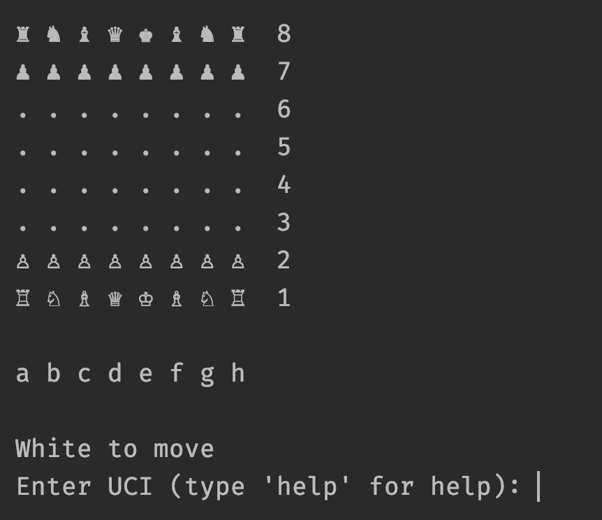 ♜ ♞ ♝ ♛ ♚ ♝ ♞ ♜ 8
♟ ♟ ♟ ♟ ♟ ♟ ♟ ♟ 7
. . . . . . . . 6
. . . . . . . . 5
. . . . . . . . 4
. . . . . . . . 3
♙ ♙ ♙ ♙ ♙ ♙ ♙ ♙ 2
♖ ♘ ♗ ♕ ♔ ♗ ♘ ♖ 1
a b c d e f g h
White to move
Enter UCI (type 'help' for help):